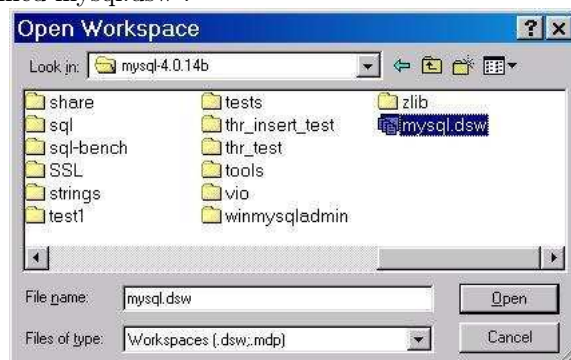 Open Workspace
Look in: mysql-4.0.14b
share tests zlib
sql thr_insert_test mysql.dsw
sql-bench thr_test
SSL tools
strings vio
test1 winmysqladmin
File name: mysql.dsw Open
Files of type: Workspaces (.dsw;.mdp) Cancel